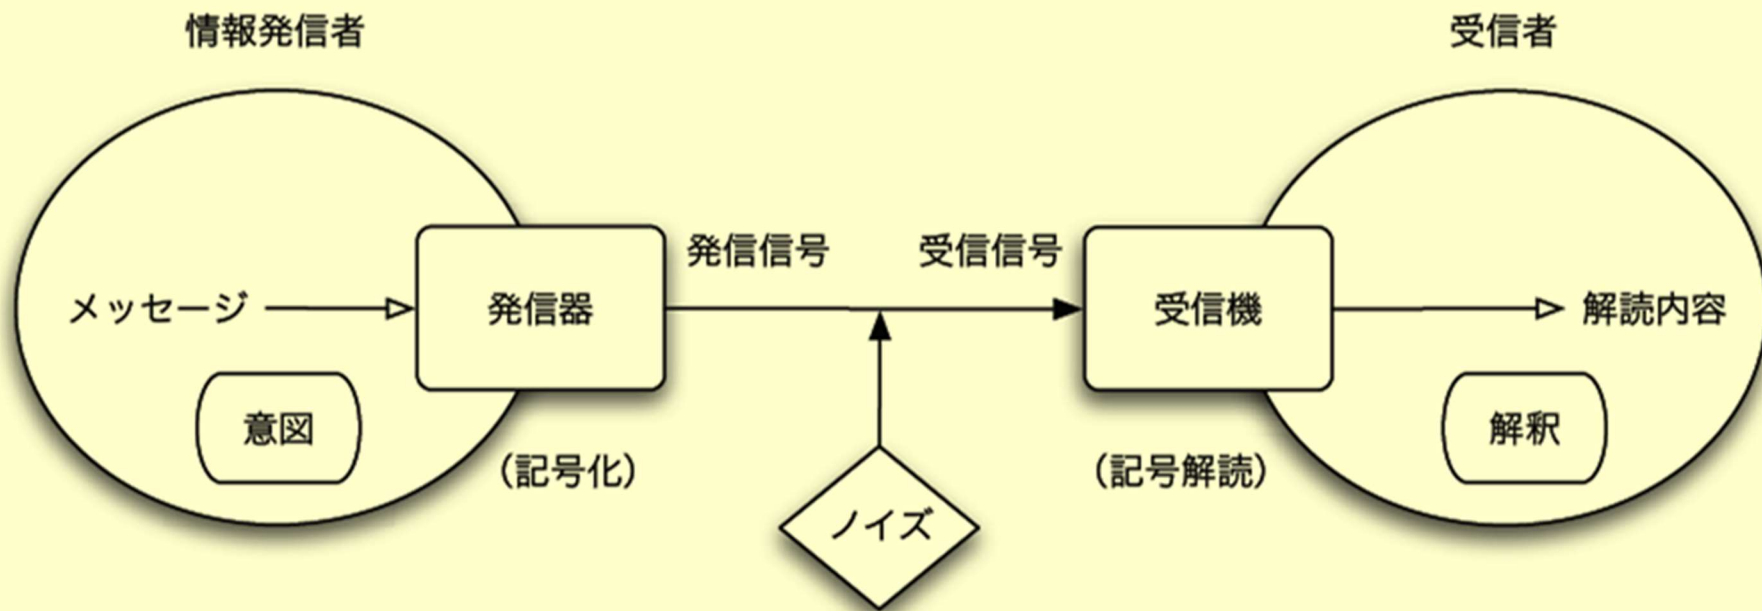 情報発信者
受信者
発信信号
受信信号
メッセージ
発信器
受信機
解読内容
意図
解釈
（記号化）
（記号解読）
ノイズ